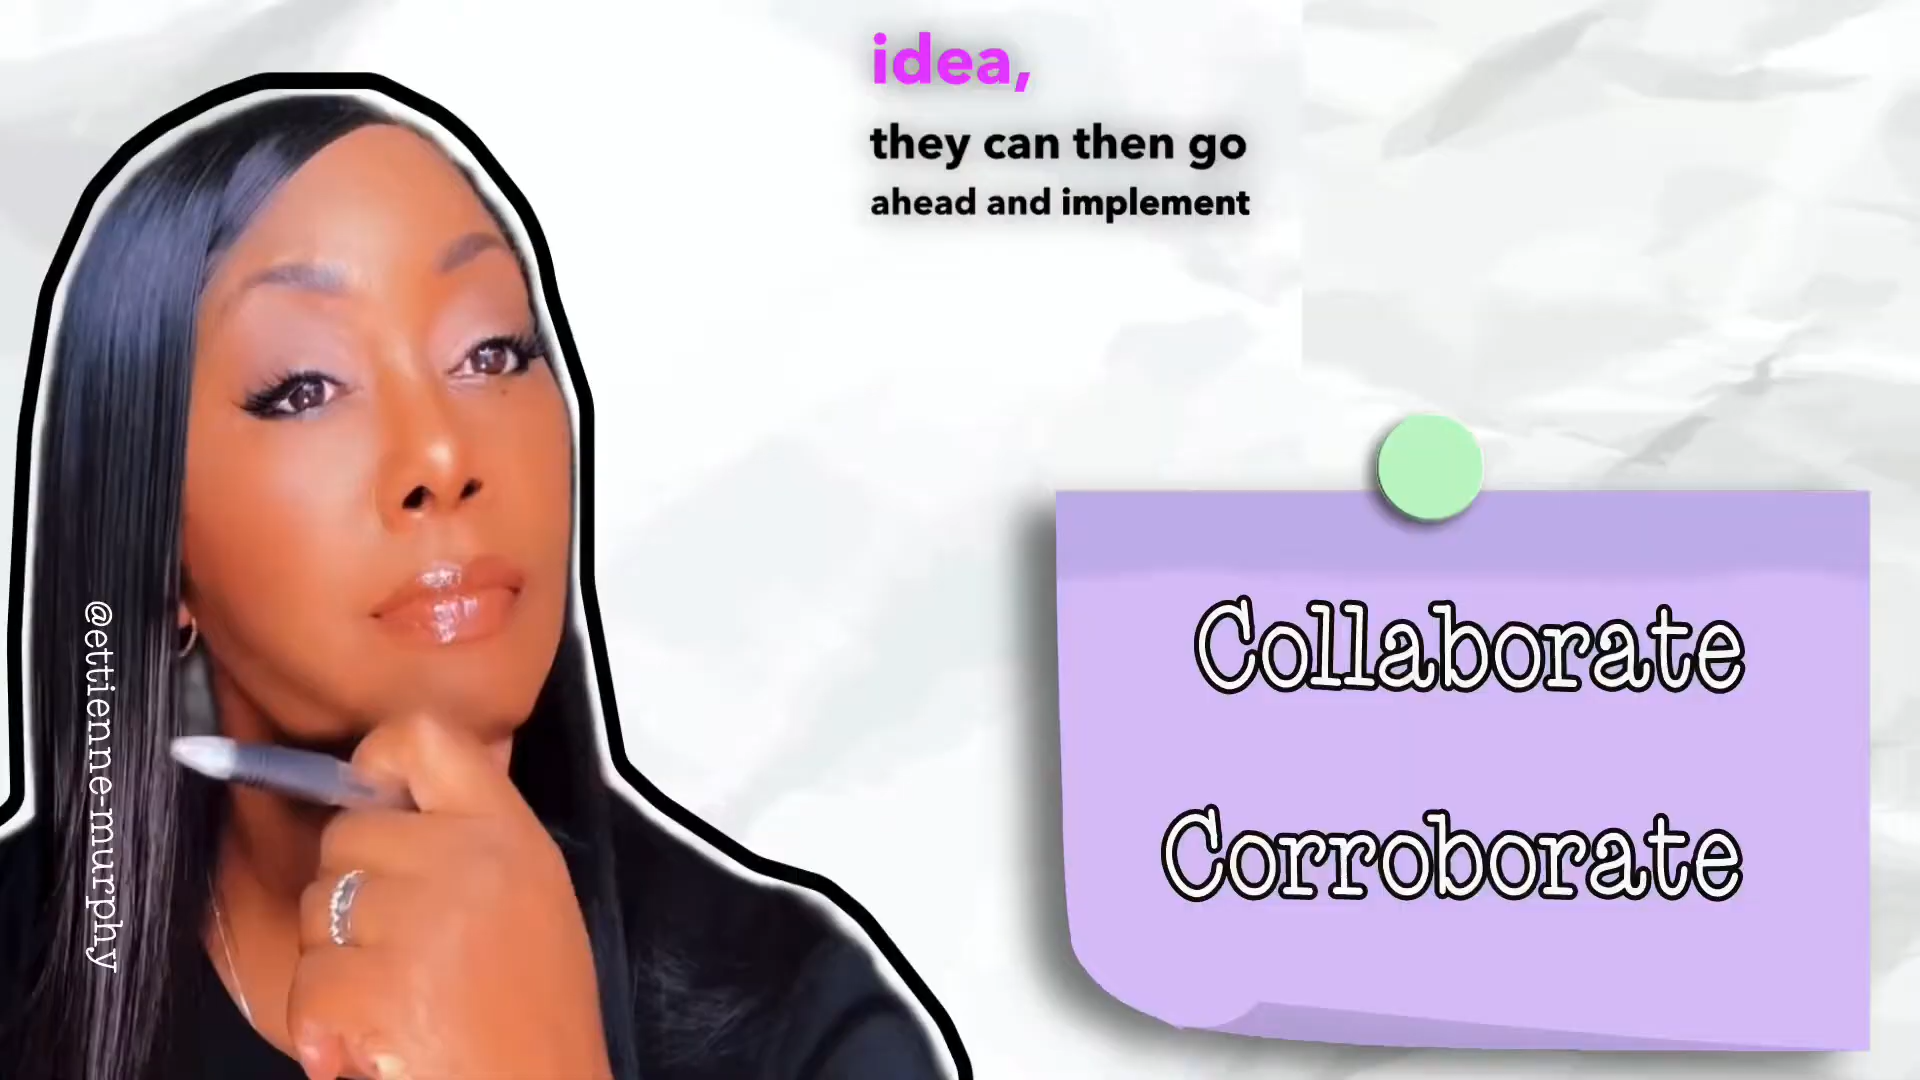 idea,
they can then go
ahead and implement
Collaborate
Corroborate
@ettienne-murphy